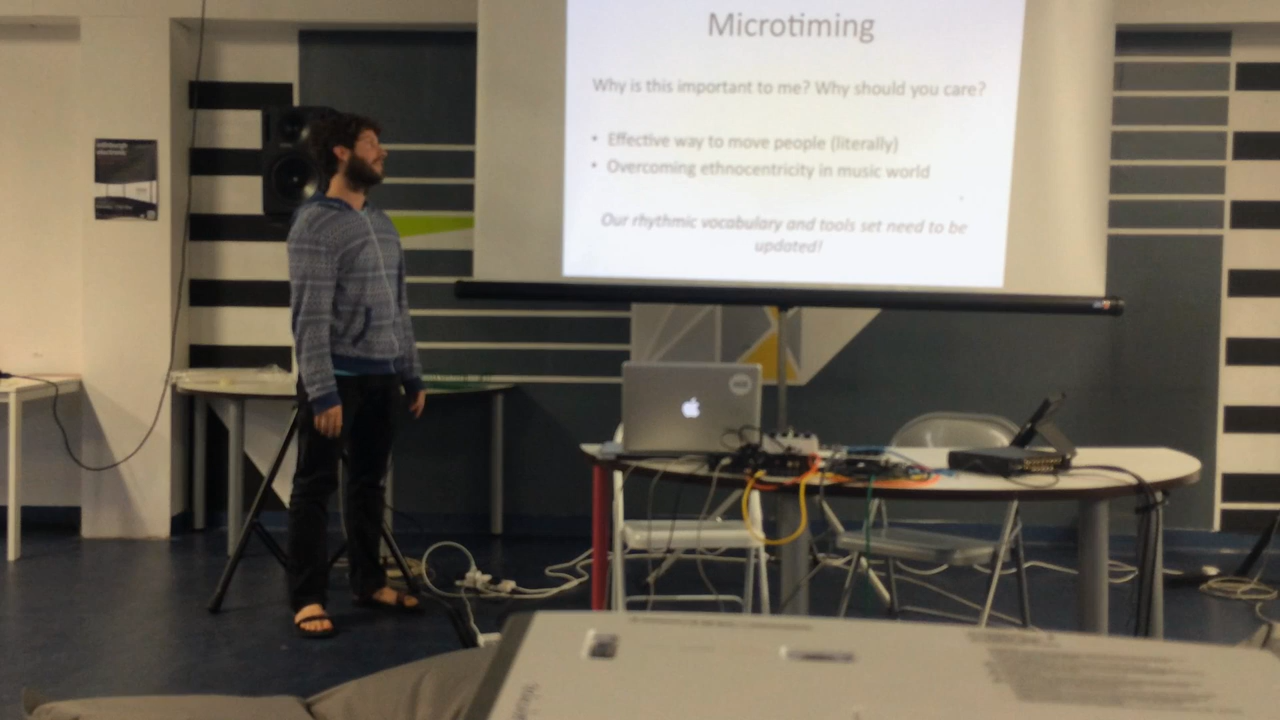 Microtiming
Why is this important to me? Why should you care?
• Effective way to move people (literally)
• Overcoming ethnocentricity in music world
Our rhythmic vocabulary and tools set need to be
updated!